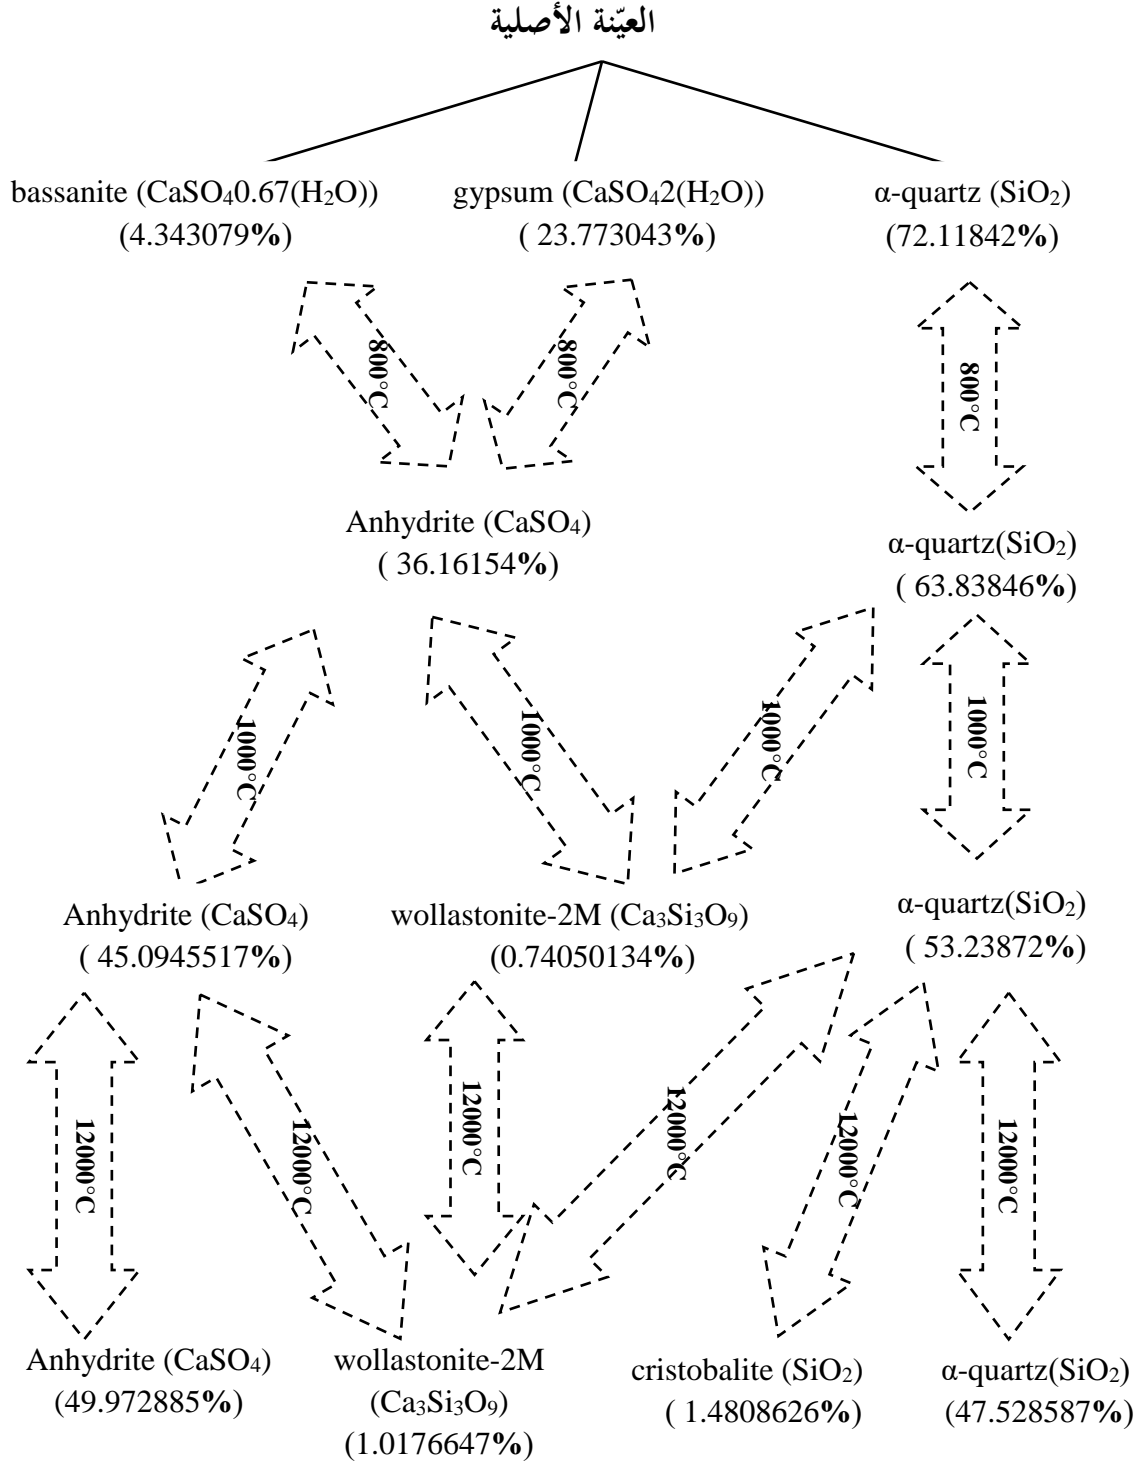 العيّنة الأصلية
bassanite (CaSO₄0.67(H₂O))
(4.343079%)
gypsum (CaSO₄2(H₂O))
( 23.773043%)
α-quartz (SiO₂)
(72.11842%)
800°C
800°C
800°C
Anhydrite (CaSO₄)
( 36.16154%)
α-quartz(SiO₂)
( 63.83846%)
1000°C
1000°C
1000°C
1000°C
Anhydrite (CaSO₄)
( 45.0945517%)
wollastonite-2M (Ca₃Si₃O₉)
(0.74050134%)
α-quartz(SiO₂)
( 53.23872%)
12000°C
12000°C
12000°C
12000°C
12000°C
12000°C
Anhydrite (CaSO₄)
(49.972885%)
wollastonite-2M
(Ca₃Si₃O₉)
(1.0176647%)
cristobalite (SiO₂)
( 1.4808626%)
α-quartz(SiO₂)
(47.528587%)